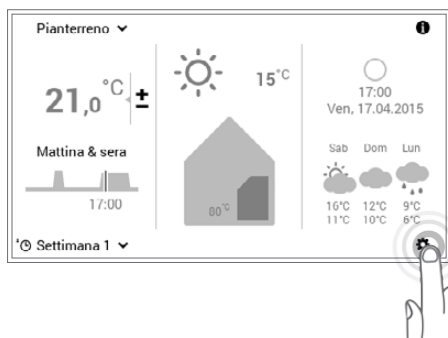 Pianterreno
21,0 °C ±
Mattina & sera
17:00
Settimana 1
15°C
80°C
17:00
Ven, 17.04.2015
Sab Dom Lun
16°C 12°C 9°C
11°C 10°C 6°C